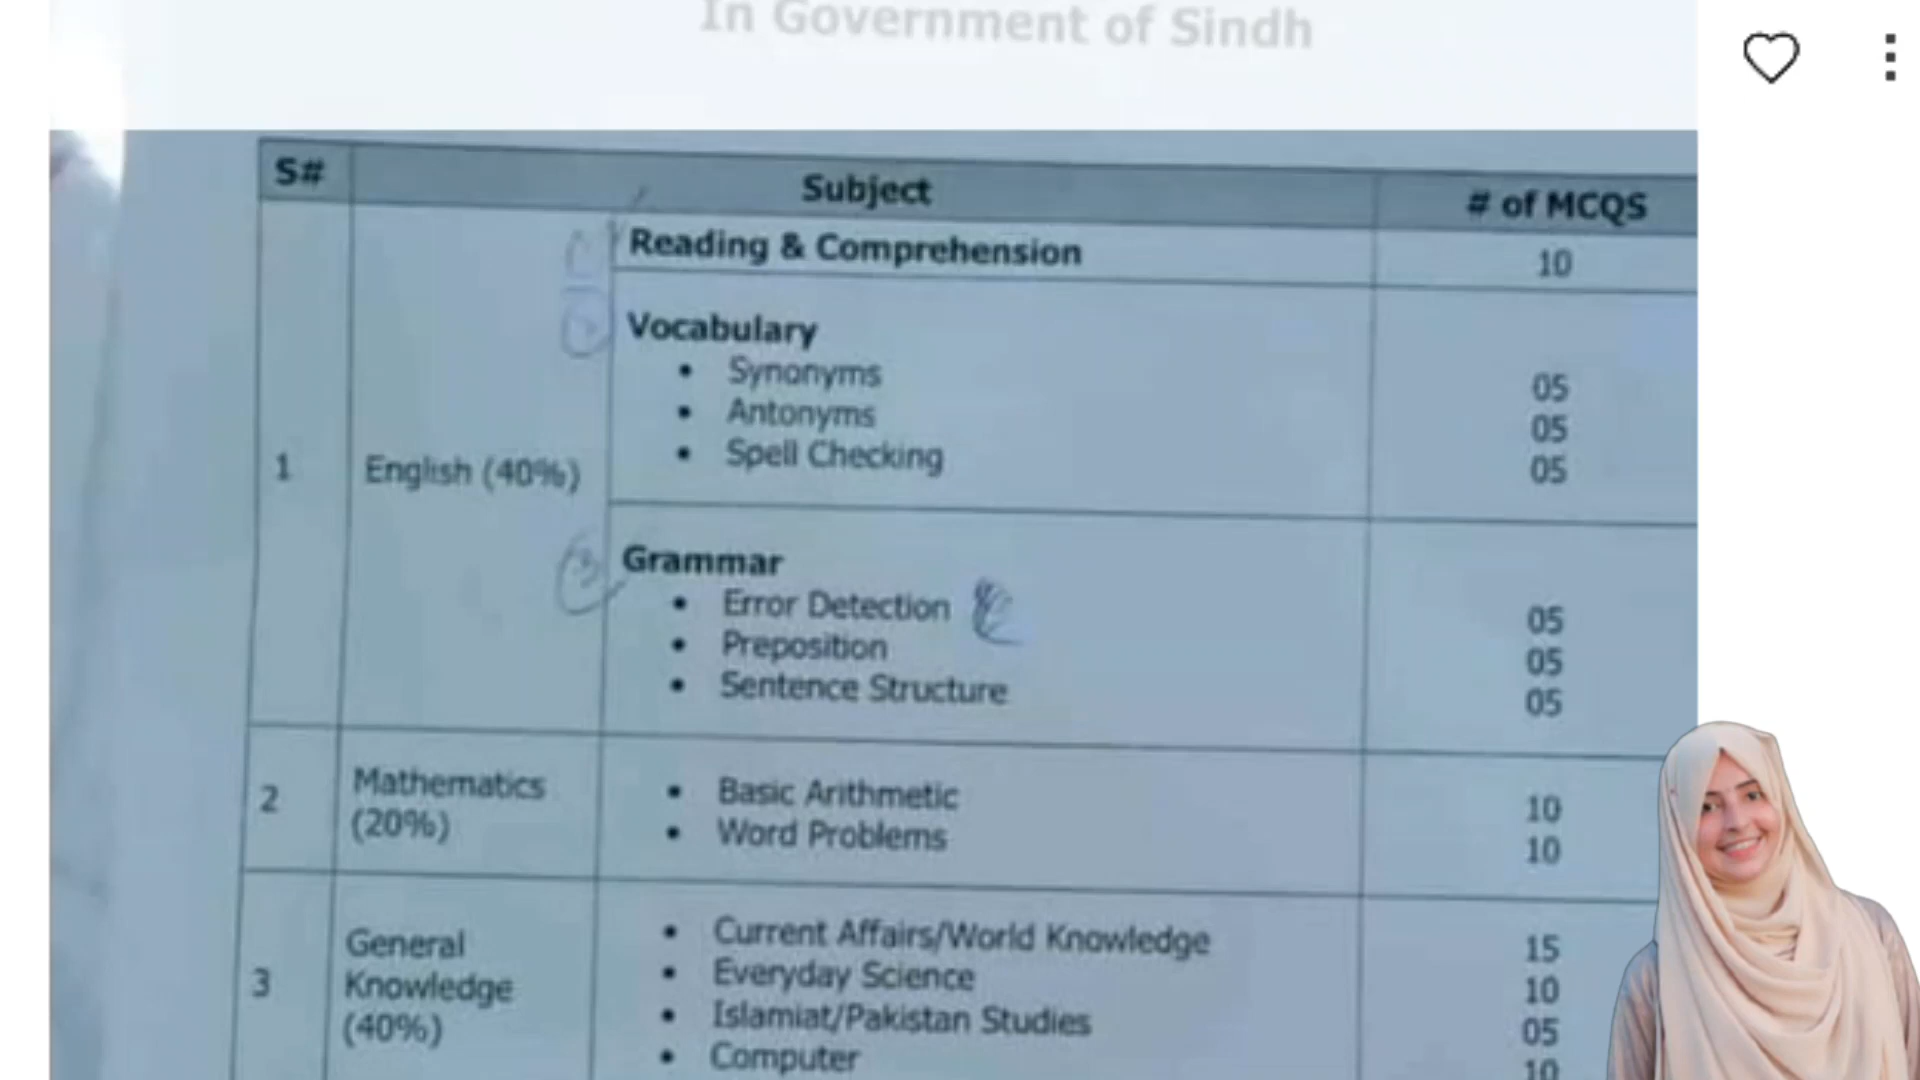 In Government of Sindh
S# Subject # of MCQS
Reading & Comprehension 10
Vocabulary
• Synonyms 05
• Antonyms 05
• Spell Checking 05
1 English (40%)
Grammar
• Error Detection 05
• Preposition 05
• Sentence Structure 05
2 Mathematics (20%)
• Basic Arithmetic 10
• Word Problems 10
3 General Knowledge (40%)
• Current Affairs/World Knowledge 15
• Everyday Science 10
• Islamiat/Pakistan Studies 05
• Computer 10